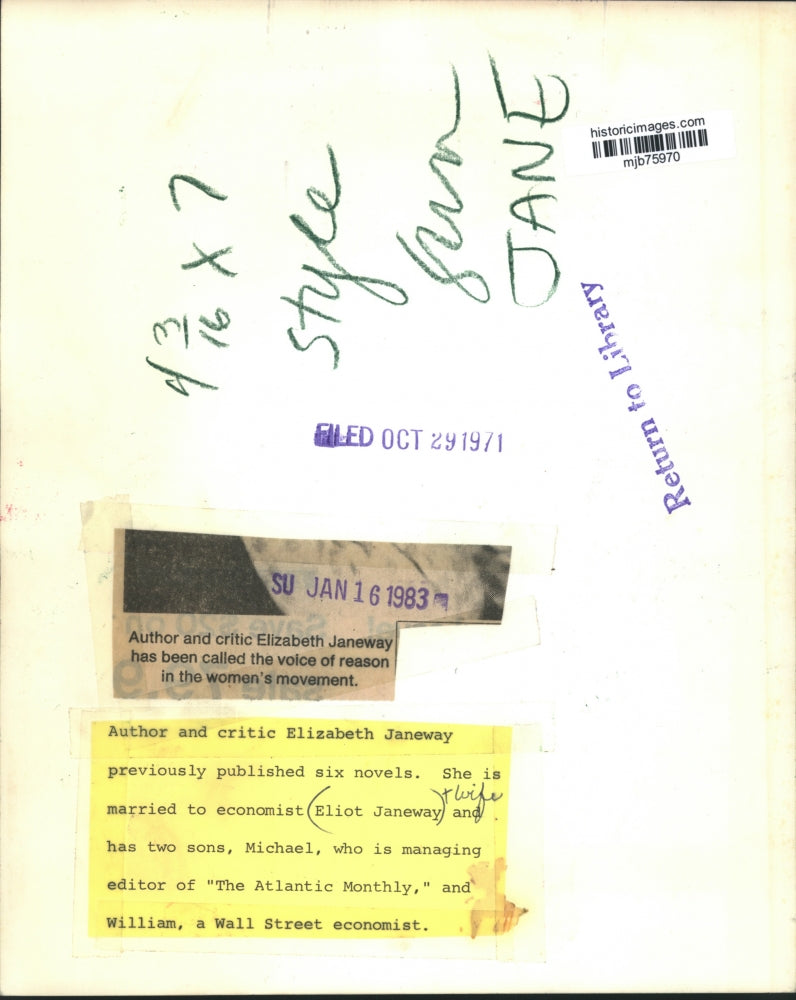 historicimages.com
mjb75970
4 3/16 X 7
Style
Sun
JANE
Return to Library
FILED OCT 29 1971
SU JAN 16 1983
Author and critic Elizabeth Janeway
has been called the voice of reason
in the women's movement.
Author and critic Elizabeth Janeway
previously published six novels. She is
+ wife
married to economist (Eliot Janeway) and
has two sons, Michael, who is managing
editor of "The Atlantic Monthly," and
William, a Wall Street economist.